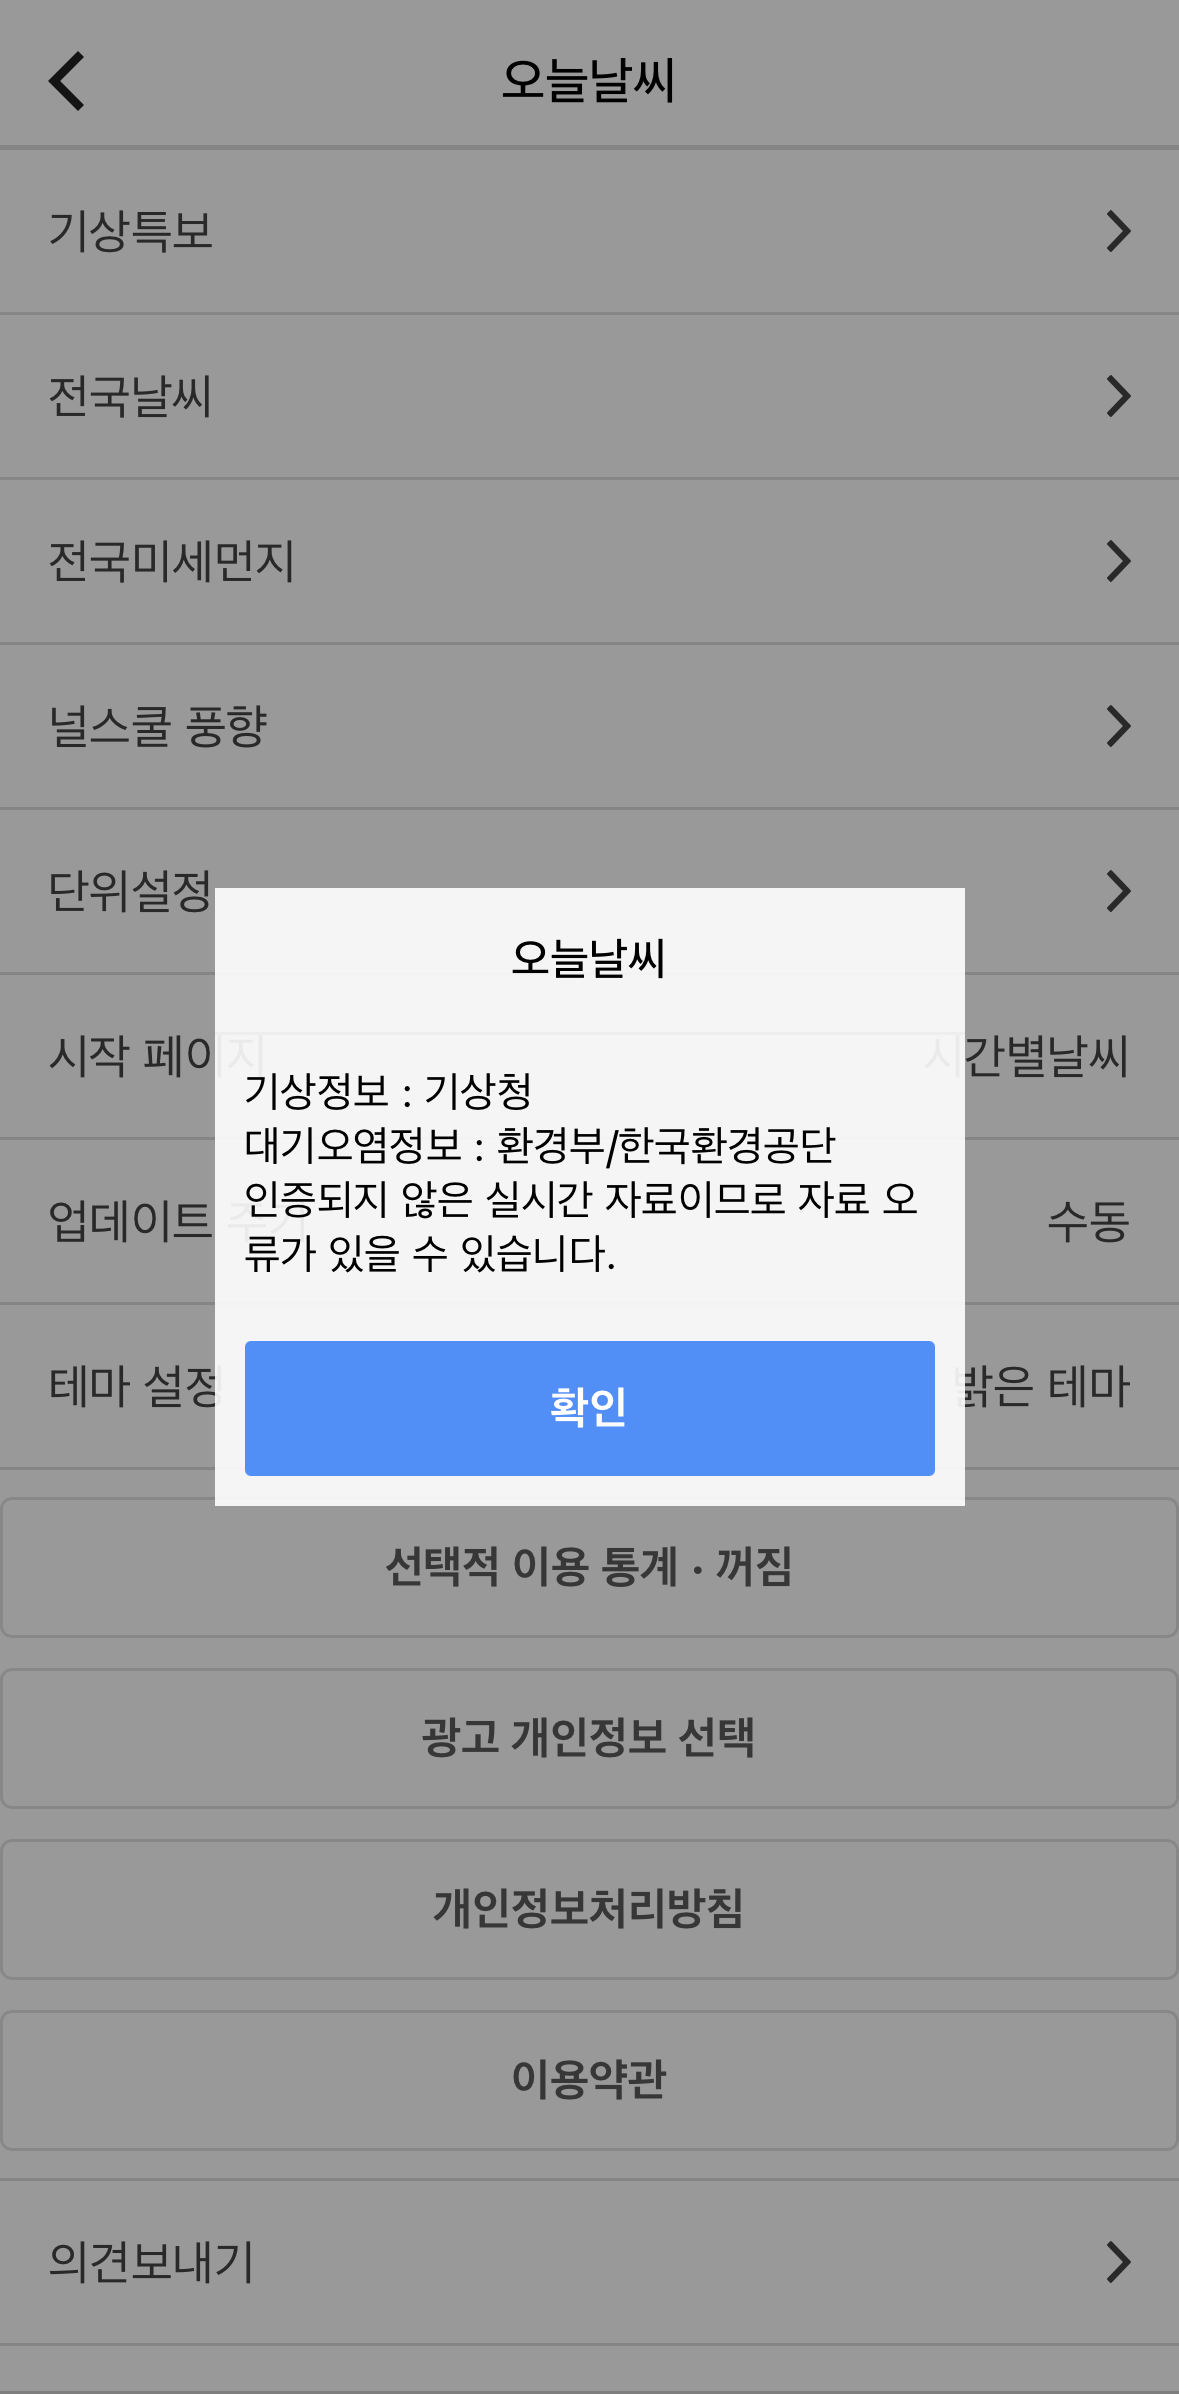 오늘날씨
기상특보
전국날씨
전국미세먼지
널스쿨 풍향
단위설정
시작 페이지 시간별날씨
업데이트 주기 수동
테마 설정 밝은 테마
오늘날씨
기상정보 : 기상청
대기오염정보 : 환경부/한국환경공단
인증되지 않은 실시간 자료이므로 자료 오
류가 있을 수 있습니다.
확인
선택적 이용 통계 · 꺼짐
광고 개인정보 선택
개인정보처리방침
이용약관
의견보내기